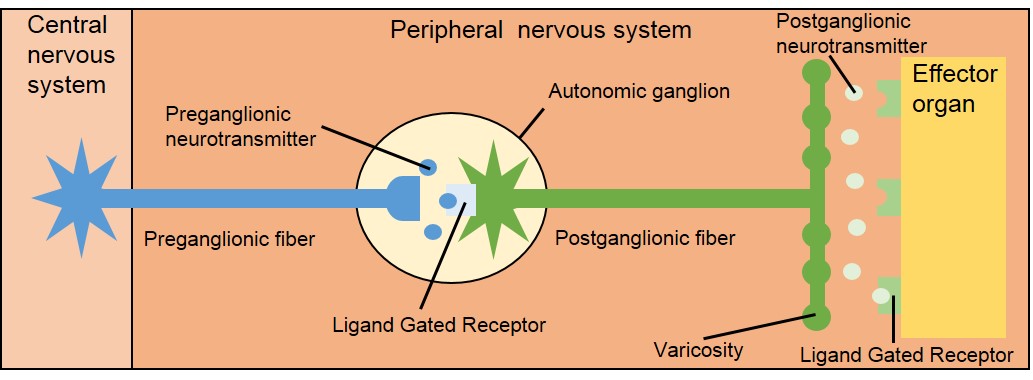 Central
nervous
system
Peripheral nervous system
Postganglionic
neurotransmitter
Effector
organ
Autonomic ganglion
Preganglionic
neurotransmitter
Preganglionic fiber
Postganglionic fiber
Ligand Gated Receptor
Varicosity
Ligand Gated Receptor